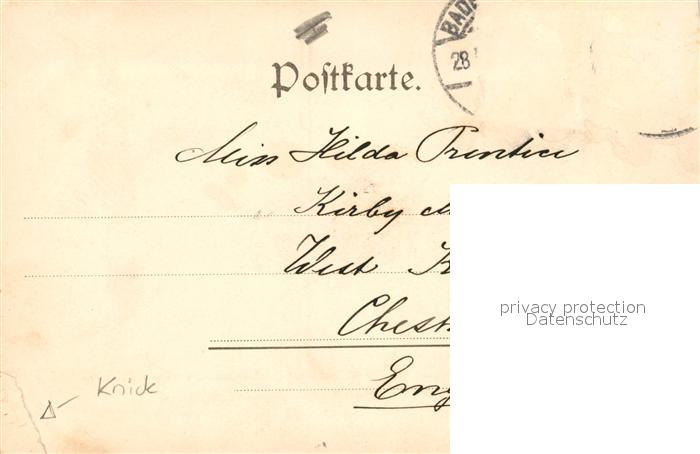 BADE
28
Postkarte.
Miss Hilda Prentice
Kirby
West
Chest
Eng
privacy protection
Datenschutz
Knick